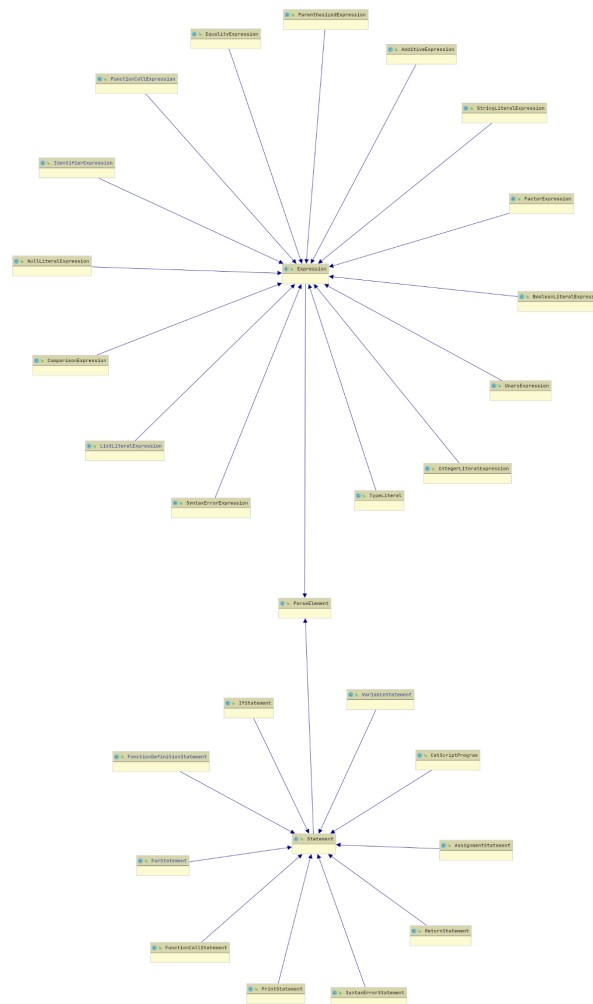 ParenthesizedExpression
EqualityExpression
AdditiveExpression
FunctionCallExpression
StringLiteralExpression
IdentifierExpression
FactorExpression
NullLiteralExpression
Expression
BooleanLiteralExpress
ComparisonExpression
UnaryExpression
ListLiteralExpression
IntegerLiteralExpression
TypeLiteral
SyntaxErrorExpression
ParseElement
VariableStatement
IfStatement
FunctionDefinitionStatement
CatScriptProgram
Statement
AssignmentStatement
ForStatement
ReturnStatement
FunctionCallStatement
PrintStatement
SyntaxErrorStatement